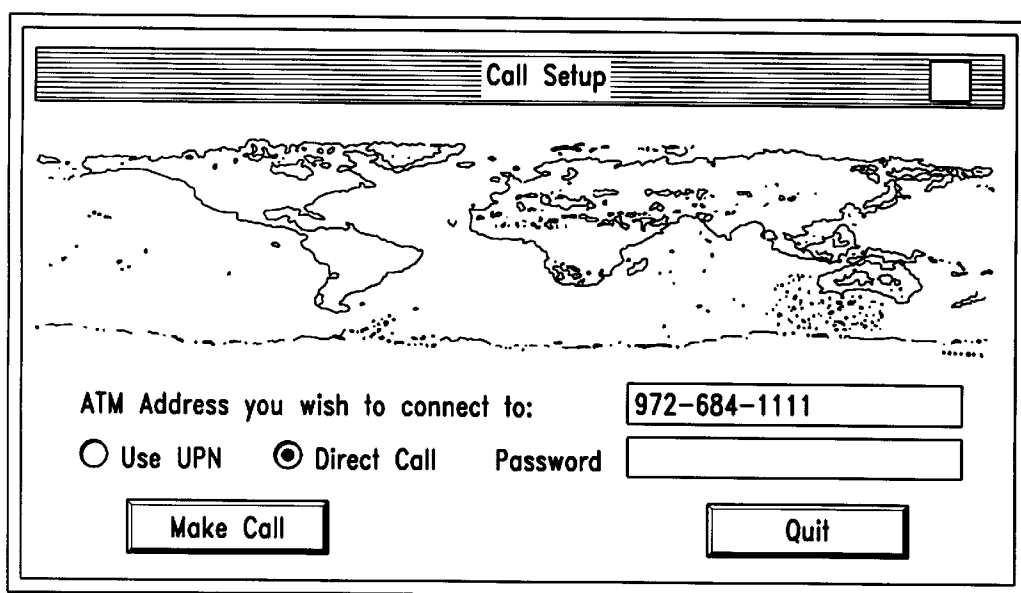 Call Setup
ATM Address you wish to connect to: 972-684-1111
Use UPN Direct Call Password
Make Call Quit